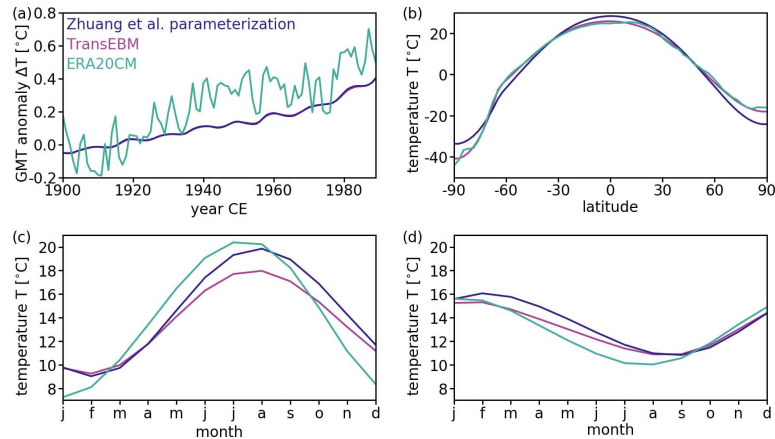 (a)
GMT anomaly ΔT [°C]
0.8
0.6
0.4
0.2
0.0
-0.2
Zhuang et al. parameterization
TransEBM
ERA20CM
1900 1920 1940 1960 1980
year CE
(b)
temperature T [°C]
20
0
-20
-40
-90 -60 -30 0 30 60 90
latitude
(c)
temperature T [°C]
20
18
16
14
12
10
8
j f m a m j j a s o n d
month
(d)
temperature T [°C]
20
18
16
14
12
10
8
j f m a m j j a s o n d
month